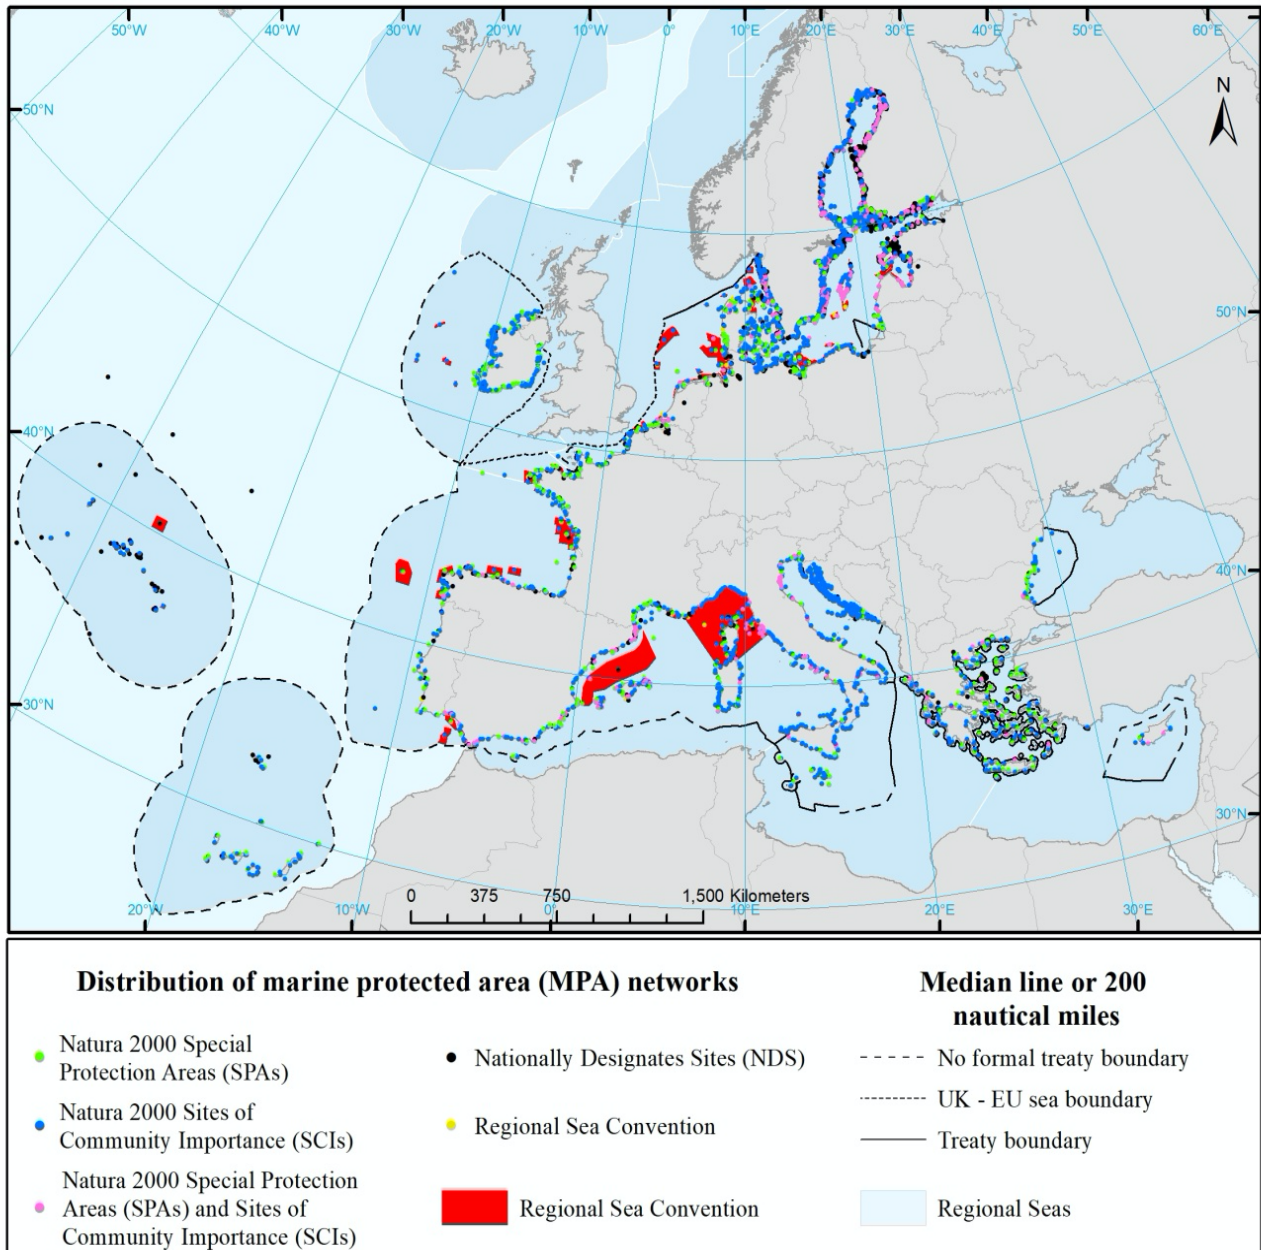 50°W 40°W 30°W 20°W 10°W 0°E 10°E 20°E 30°E 40°E 50°E 60°E
N
50°N
50°N
40°N
40°N
30°N
30°N
0 375 750 1,500 Kilometers
20°W 10°W 0° 10°E 20°E 30°E
Distribution of marine protected area (MPA) networks
Natura 2000 Special
Protection Areas (SPAs)
Natura 2000 Sites of
Community Importance (SCIs)
Natura 2000 Special Protection
Areas (SPAs) and Sites of
Community Importance (SCIs)
Nationally Designates Sites (NDS)
Regional Sea Convention
Regional Sea Convention
Median line or 200
nautical miles
No formal treaty boundary
UK - EU sea boundary
Treaty boundary
Regional Seas